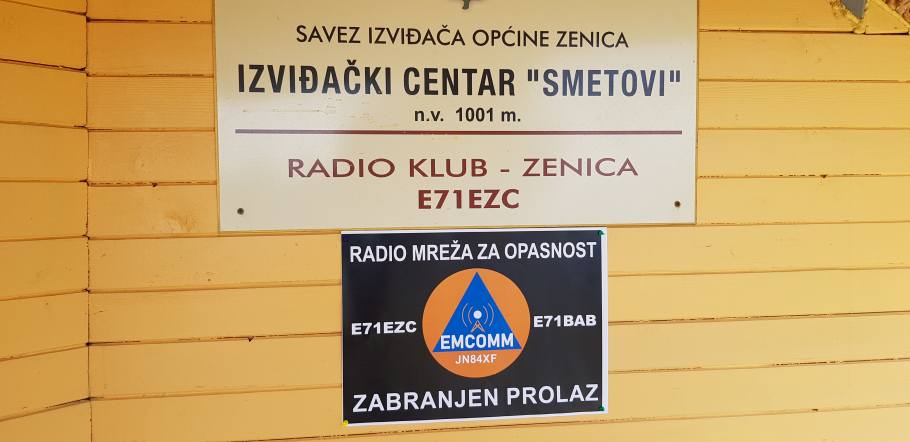 SAVEZ IZVIĐAČA OPĆINE ZENICA
IZVIĐAČKI CENTAR "SMETOVI"
n.v. 1001 m.
RADIO KLUB - ZENICA
E71EZC
RADIO MREŽA ZA OPASNOST
E71EZC
E71BAB
EMCOMM
JN84XF
ZABRANJEN PROLAZ